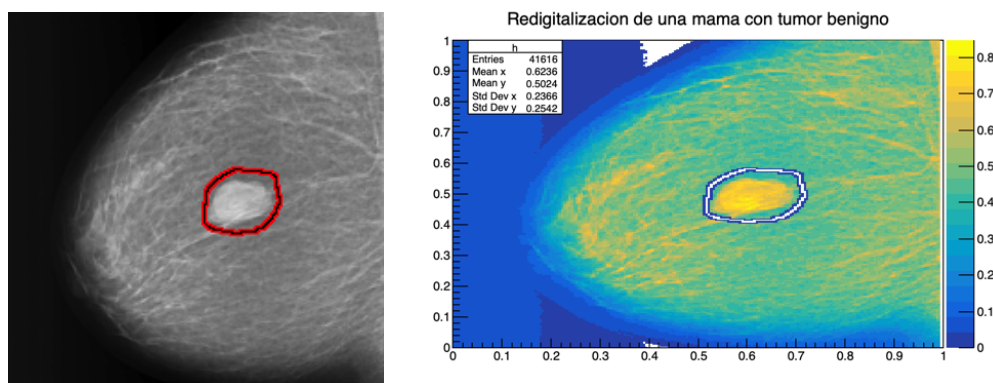 Redigitalizacion de una mama con tumor benigno
h
Entries 41616
Mean x 0.6236
Mean y 0.5024
Std Dev x 0.2366
Std Dev y 0.2542
1
0.9
0.8
0.7
0.6
0.5
0.4
0.3
0.2
0.1
0
0 0.1 0.2 0.3 0.4 0.5 0.6 0.7 0.8 0.9 1
0.8
0.7
0.6
0.5
0.4
0.3
0.2
0.1
0